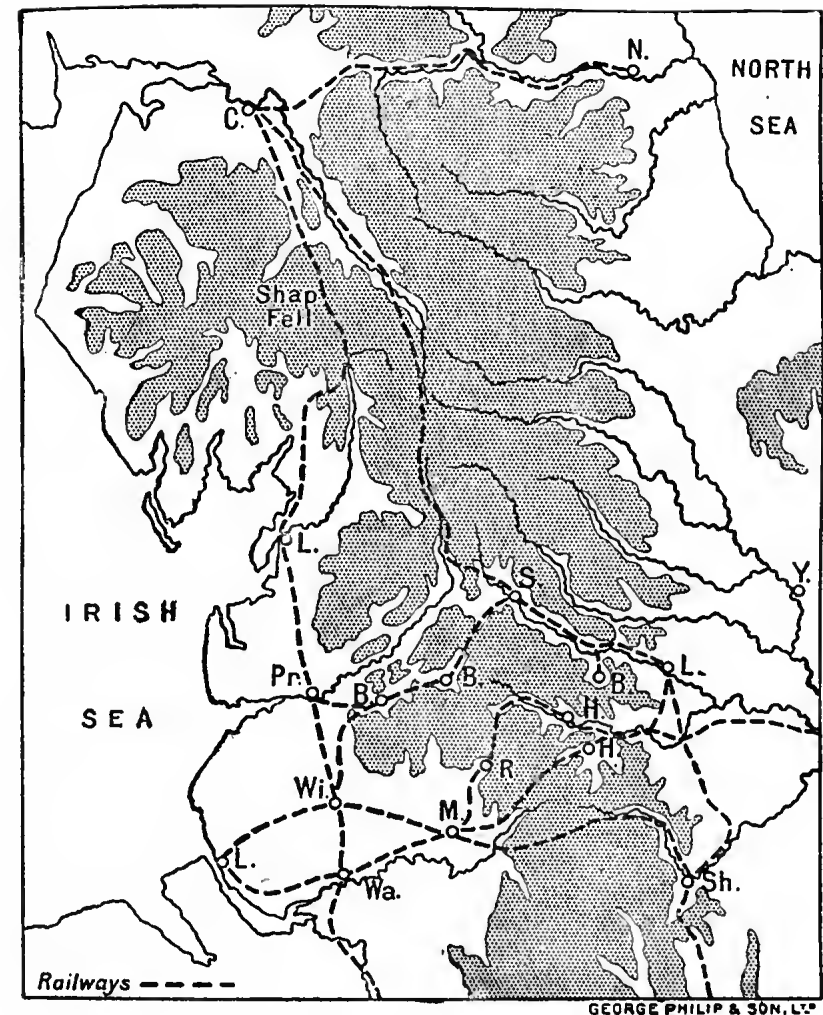 N.
NORTH
SEA
C.
Shap
Fell
L.
S.
Y.
IRISH
SEA
Pr.
B.
B.
B.
L.
H
H
R
Wi.
M.
L.
Wa.
Sh.
Railways
GEORGE PHILIP & SON, LTD